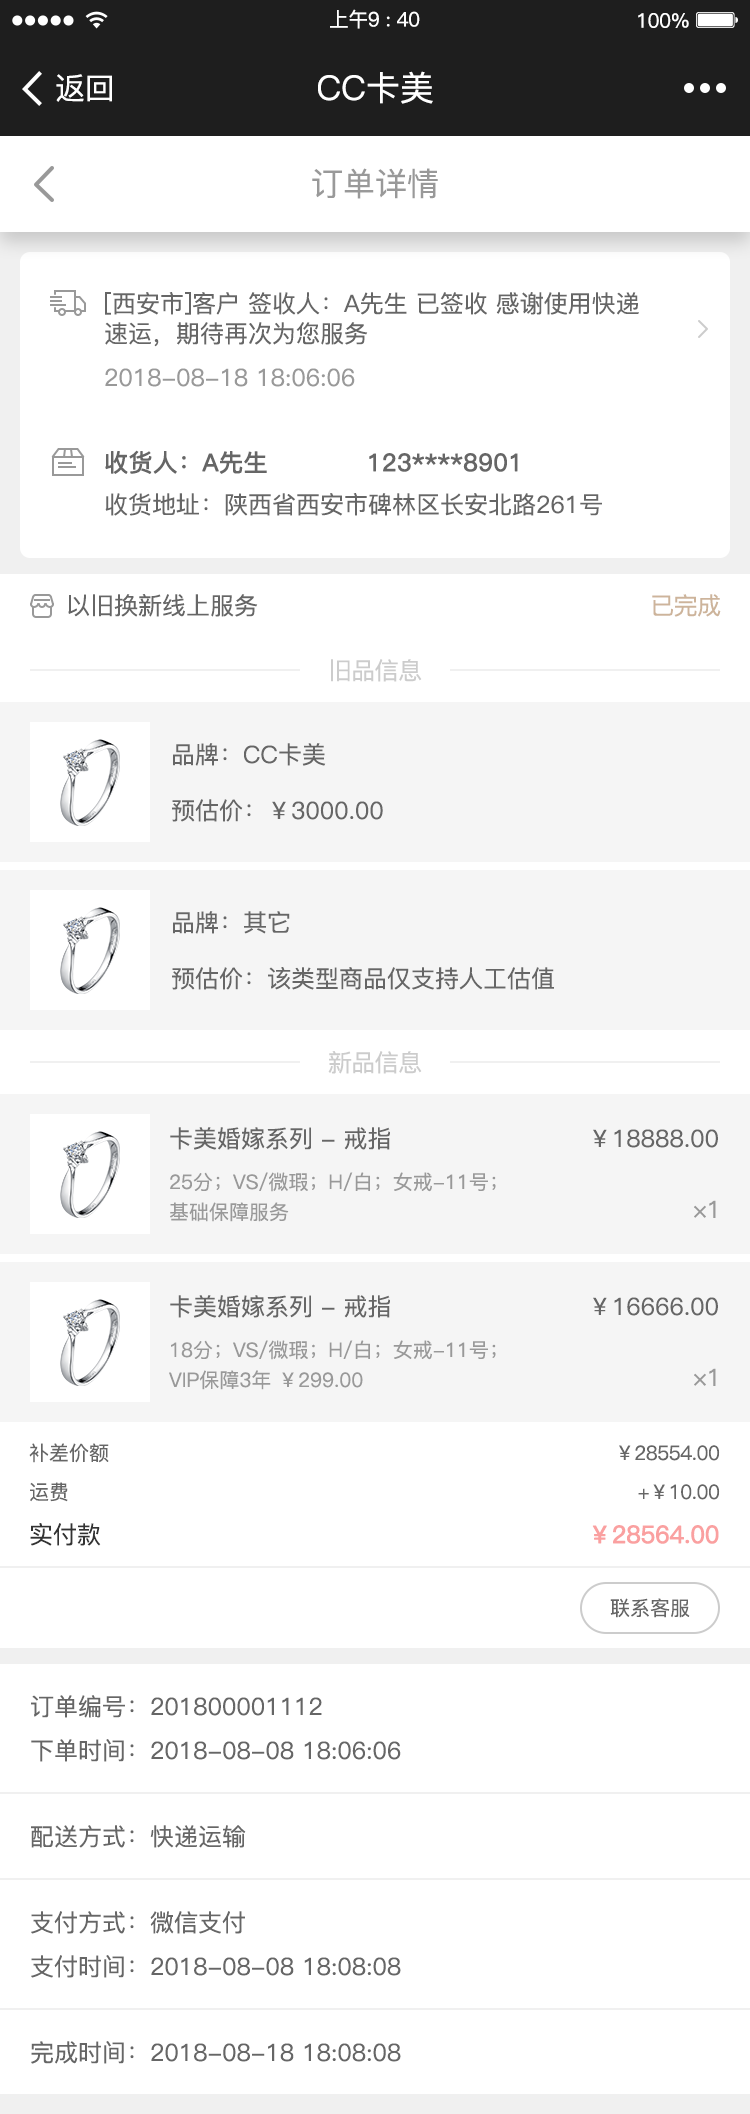 上午9 : 40
100%
返回
CC卡美
订单详情
[西安市]客户 签收人：A先生 已签收 感谢使用快递
速运，期待再次为您服务
2018-08-18 18:06:06
收货人：A先生 123****8901
收货地址：陕西省西安市碑林区长安北路261号
以旧换新线上服务
已完成
旧品信息
品牌：CC卡美
预估价：￥3000.00
品牌：其它
预估价：该类型商品仅支持人工估值
新品信息
卡美婚嫁系列 - 戒指 ￥18888.00
25分；VS/微瑕；H/白；女戒-11号；
基础保障服务 ×1
卡美婚嫁系列 - 戒指 ￥16666.00
18分；VS/微瑕；H/白；女戒-11号；
VIP保障3年 ￥299.00 ×1
补差价额 ￥28554.00
运费 +￥10.00
实付款 ￥28564.00
联系客服
订单编号：201800001112
下单时间：2018-08-08 18:06:06
配送方式：快递运输
支付方式：微信支付
支付时间：2018-08-08 18:08:08
完成时间：2018-08-18 18:08:08